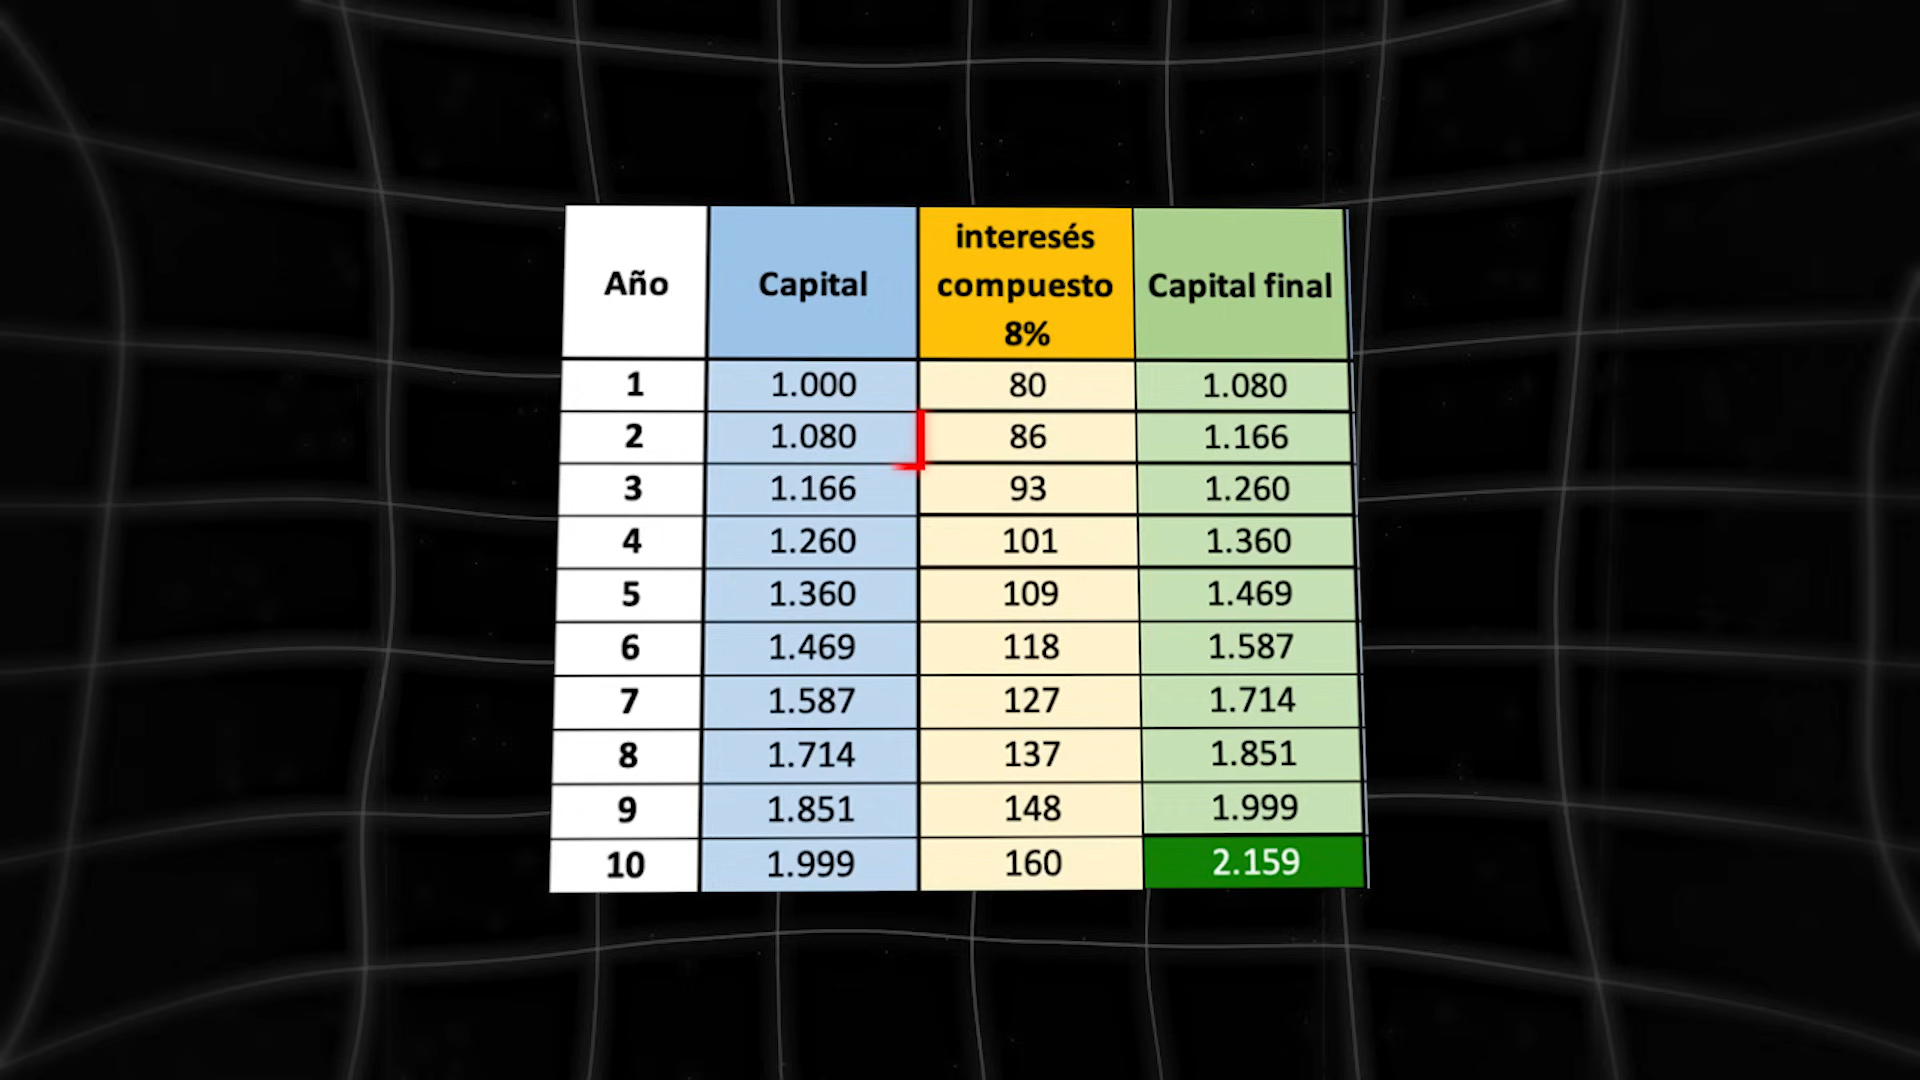 Año Capital interesés compuesto 8% Capital final
1 1.000 80 1.080
2 1.080 86 1.166
3 1.166 93 1.260
4 1.260 101 1.360
5 1.360 109 1.469
6 1.469 118 1.587
7 1.587 127 1.714
8 1.714 137 1.851
9 1.851 148 1.999
10 1.999 160 2.159